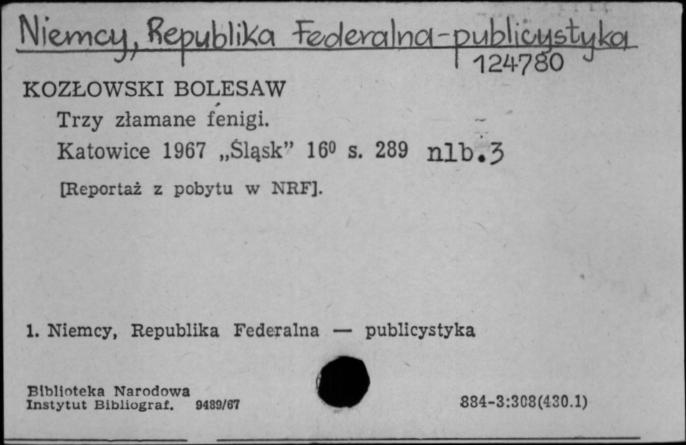 Niemcy, Republika Federalna-publicystyka
124780
KOZŁOWSKI BOLESAW
Trzy złamane fenigi.
Katowice 1967 „Śląsk” 16⁰ s. 289 nlb.3
[Reportaż z pobytu w NRF].
1. Niemcy, Republika Federalna — publicystyka
Biblioteka Narodowa
Instytut Bibliograf. 9489/67
884-3:308(430.1)